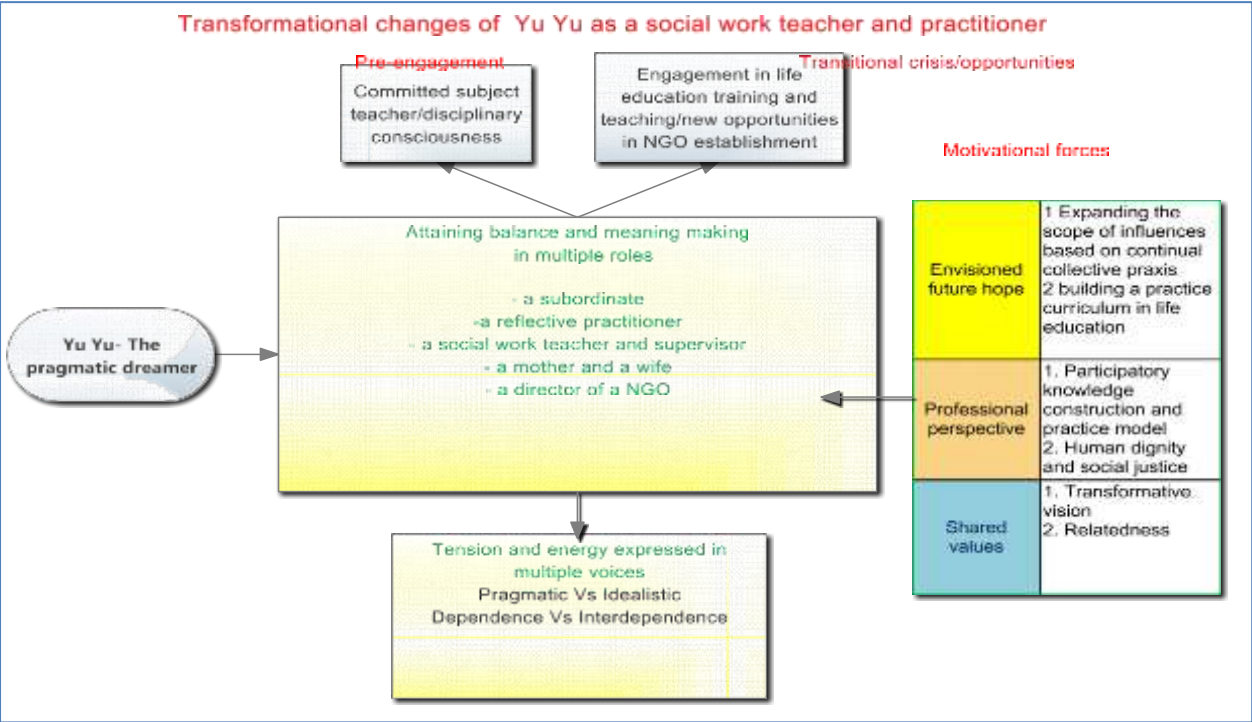 Transformational changes of Yu Yu as a social work teacher and practitioner
Pre-engagement
Committed subject
teacher/disciplinary
consciousness
Engagement in life
education training and
teaching/new opportunities
in NGO establishment
Transitional crisis/opportunities
Motivational forces
Yu Yu- The
pragmatic dreamer
Attaining balance and meaning making
in multiple roles
- a subordinate
-a reflective practitioner
- a social work teacher and supervisor
- a mother and a wife
- a director of a NGO
Envisioned
future hope
1 Expanding the
scope of influences
based on continual
collective praxis
2 building a practice
curriculum in life
education
Professional
perspective
1. Participatory
knowledge
construction and
practice model
2. Human dignity
and social justice
Shared
values
1. Transformative
vision
2. Relatedness
Tension and energy expressed in
multiple voices
Pragmatic Vs Idealistic
Dependence Vs Interdependence